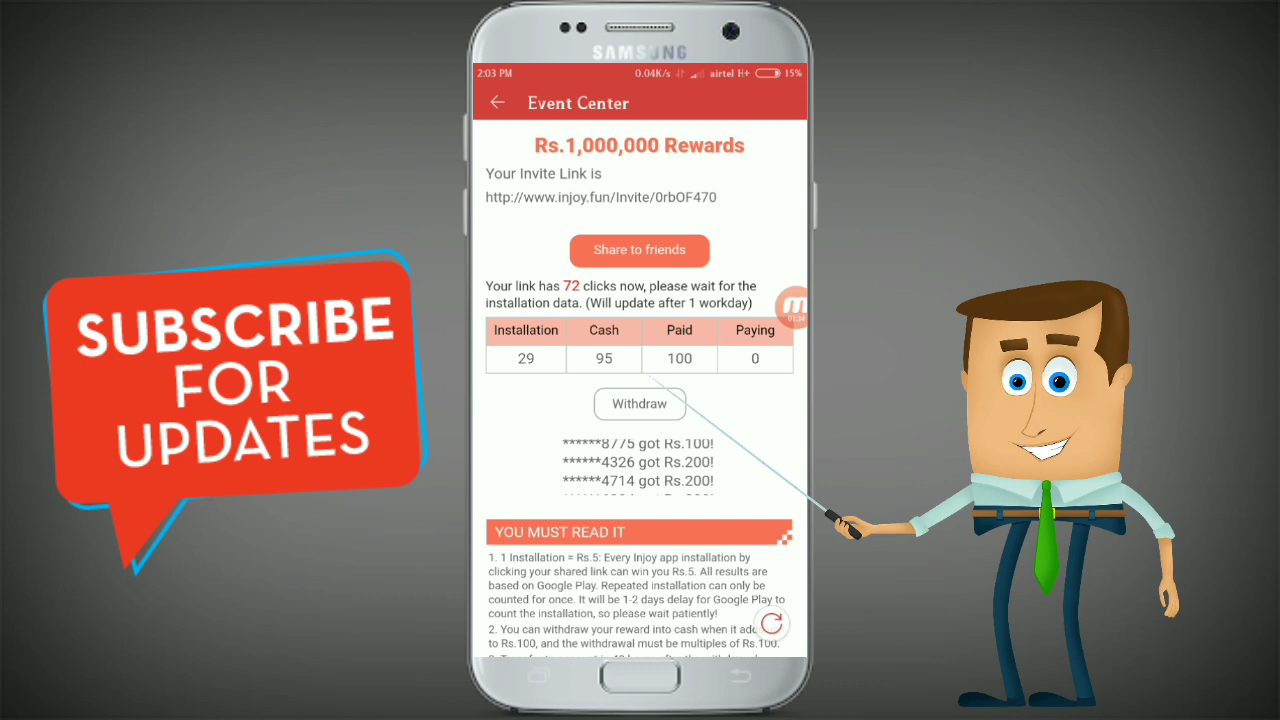 SUBSCRIBE
FOR
UPDATES
SAMSUNG
2:03 PM 0.04K/s airtel H+ 15%
Event Center
Rs.1,000,000 Rewards
Your Invite Link is
http://www.injoy.fun/Invite/0rbOF470
Share to friends
Your link has 72 clicks now, please wait for the
installation data. (Will update after 1 workday)
01:34
Installation Cash Paid Paying
29 95 100 0
Withdraw
******8775 got Rs.100!
******4326 got Rs.200!
******4714 got Rs.200!
YOU MUST READ IT
1. 1 Installation = Rs.5: Every Injoy app installation by
clicking your shared link can win you Rs.5. All results are
based on Google Play. Repeated installation can only be
counted for once. It will be 1-2 days delay for Google Play to
count the installation, so please wait patiently!
2. You can withdraw your reward into cash when it
to Rs.100, and the withdrawal must be multiples of Rs.100.